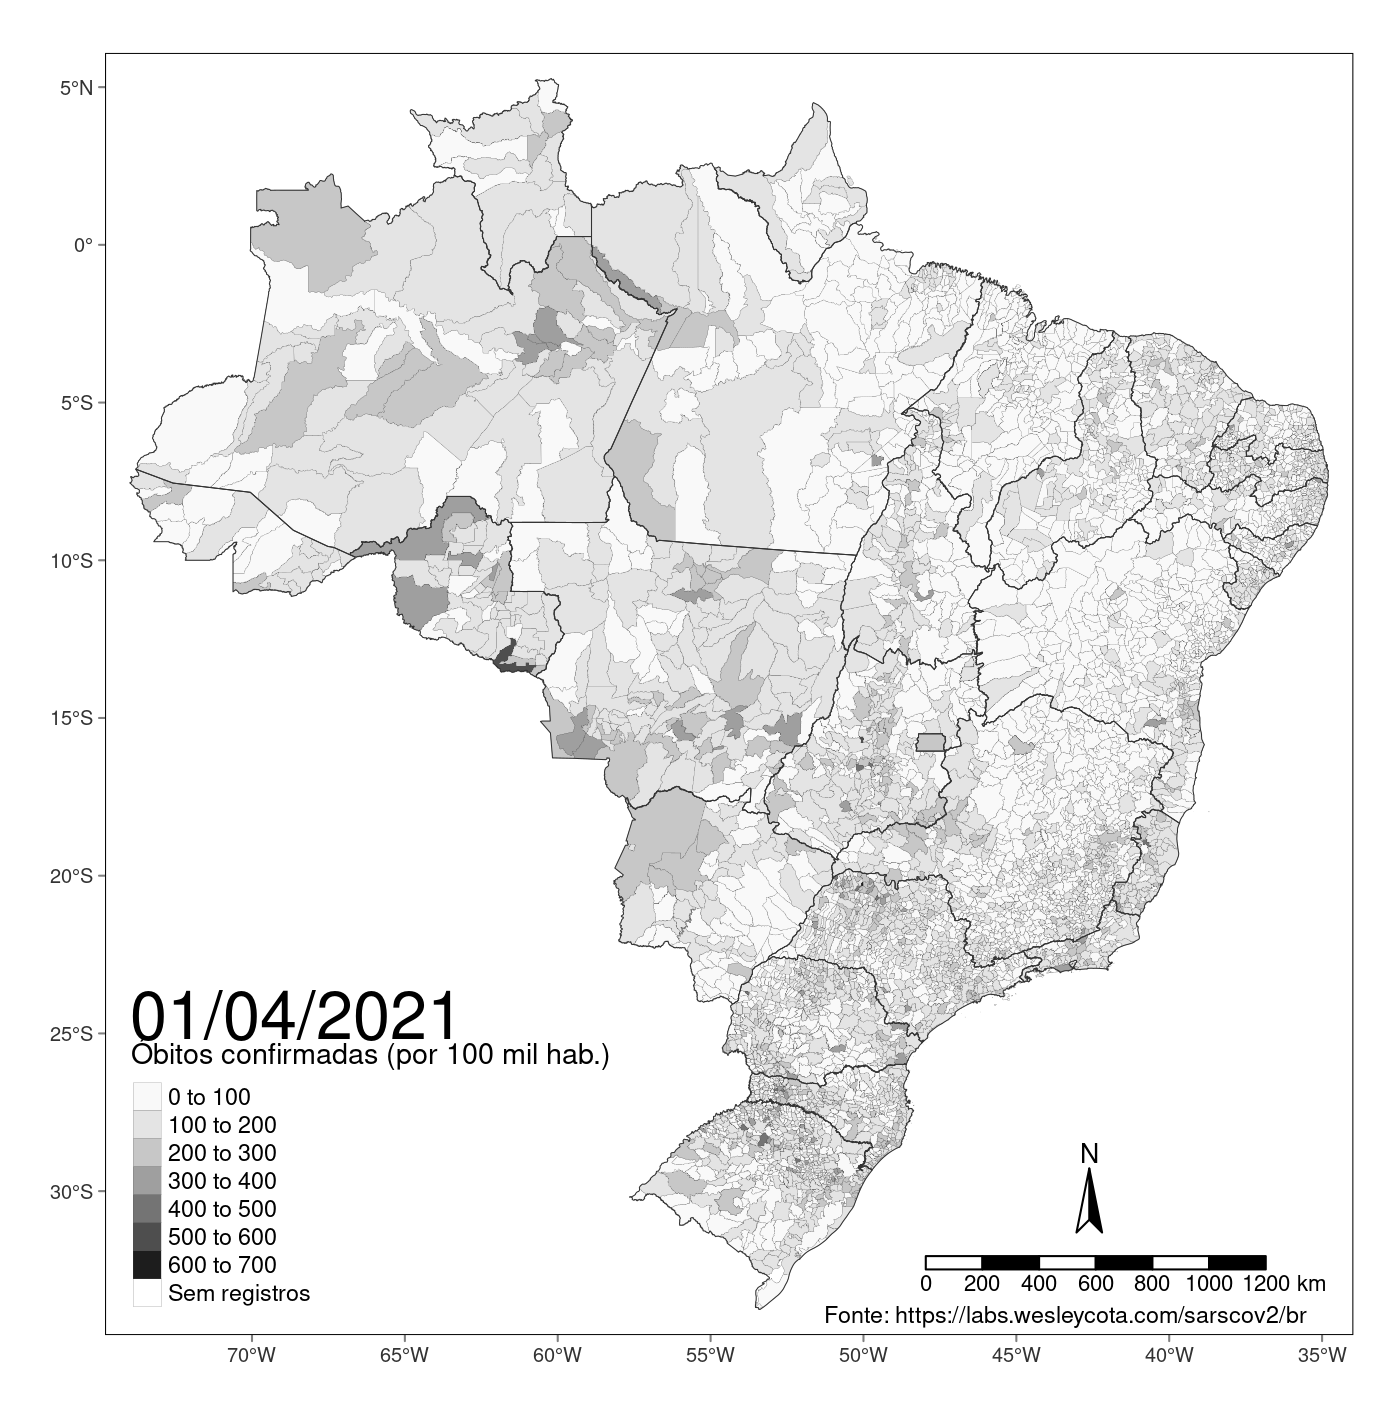 5°N
0°
5°S
10°S
15°S
20°S
25°S
30°S
01/04/2021
Óbitos confirmadas (por 100 mil hab.)
0 to 100
100 to 200
200 to 300
300 to 400
400 to 500
500 to 600
600 to 700
Sem registros
N
0 200 400 600 800 1000 1200 km
Fonte: https://labs.wesleycota.com/sarscov2/br
70°W 65°W 60°W 55°W 50°W 45°W 40°W 35°W